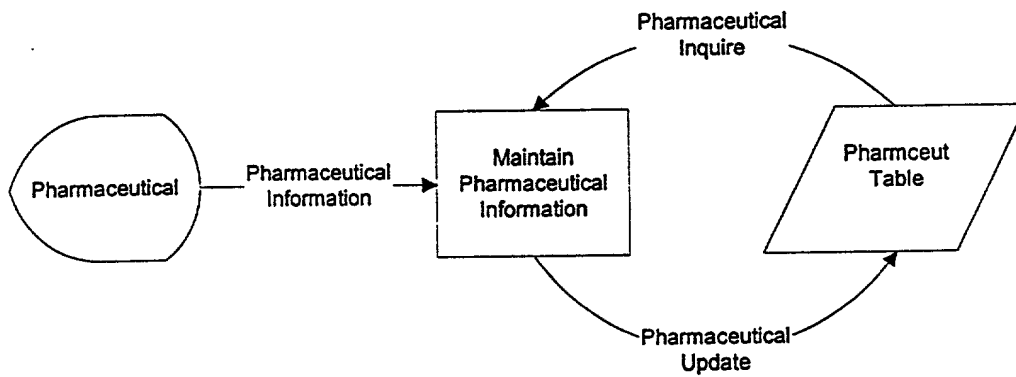 Pharmaceutical
Inquire
Pharmaceutical
Pharmaceutical
Information
Maintain
Pharmaceutical
Information
Pharmceut
Table
Pharmaceutical
Update